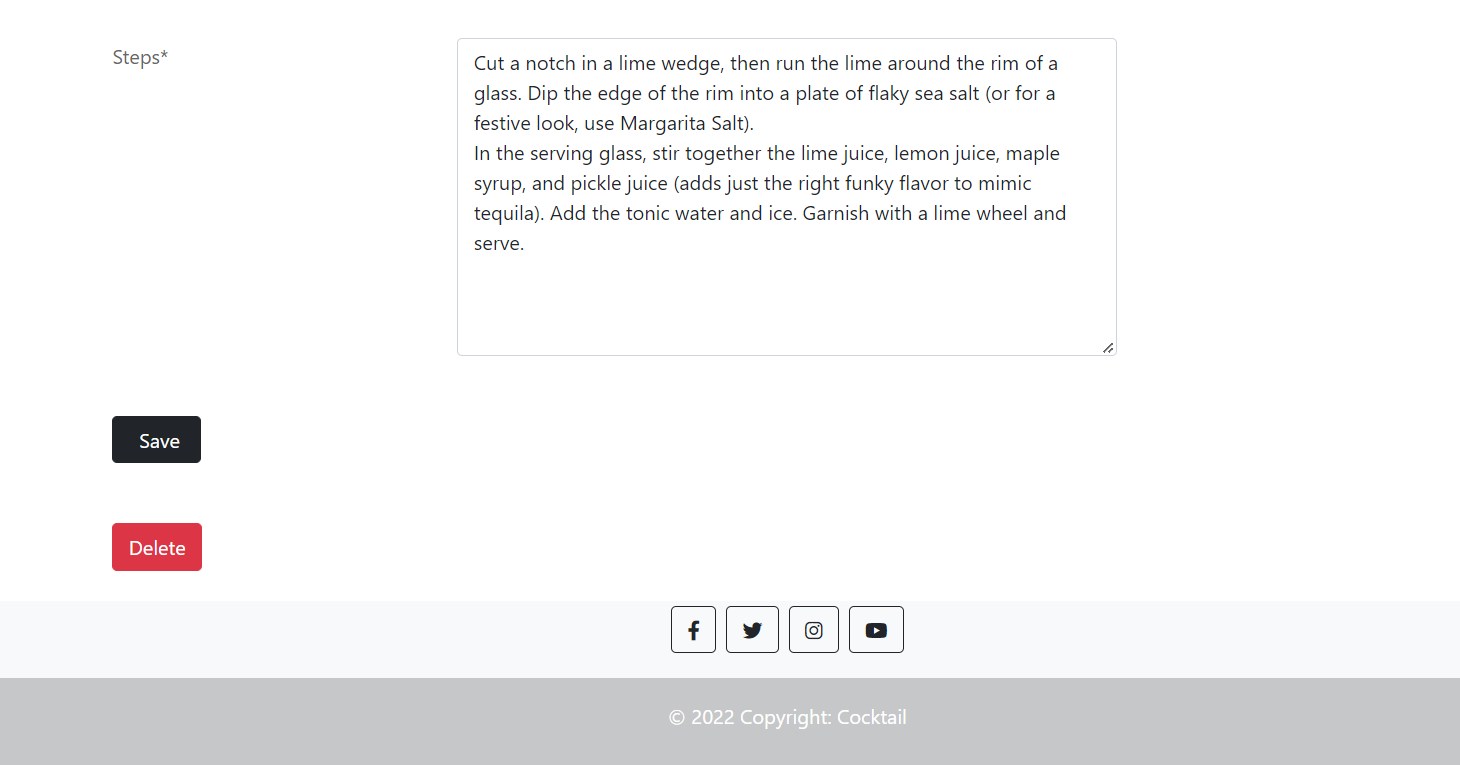 Steps*
Cut a notch in a lime wedge, then run the lime around the rim of a
glass. Dip the edge of the rim into a plate of flaky sea salt (or for a
festive look, use Margarita Salt).
In the serving glass, stir together the lime juice, lemon juice, maple
syrup, and pickle juice (adds just the right funky flavor to mimic
tequila). Add the tonic water and ice. Garnish with a lime wheel and
serve.
Save
Delete
© 2022 Copyright: Cocktail